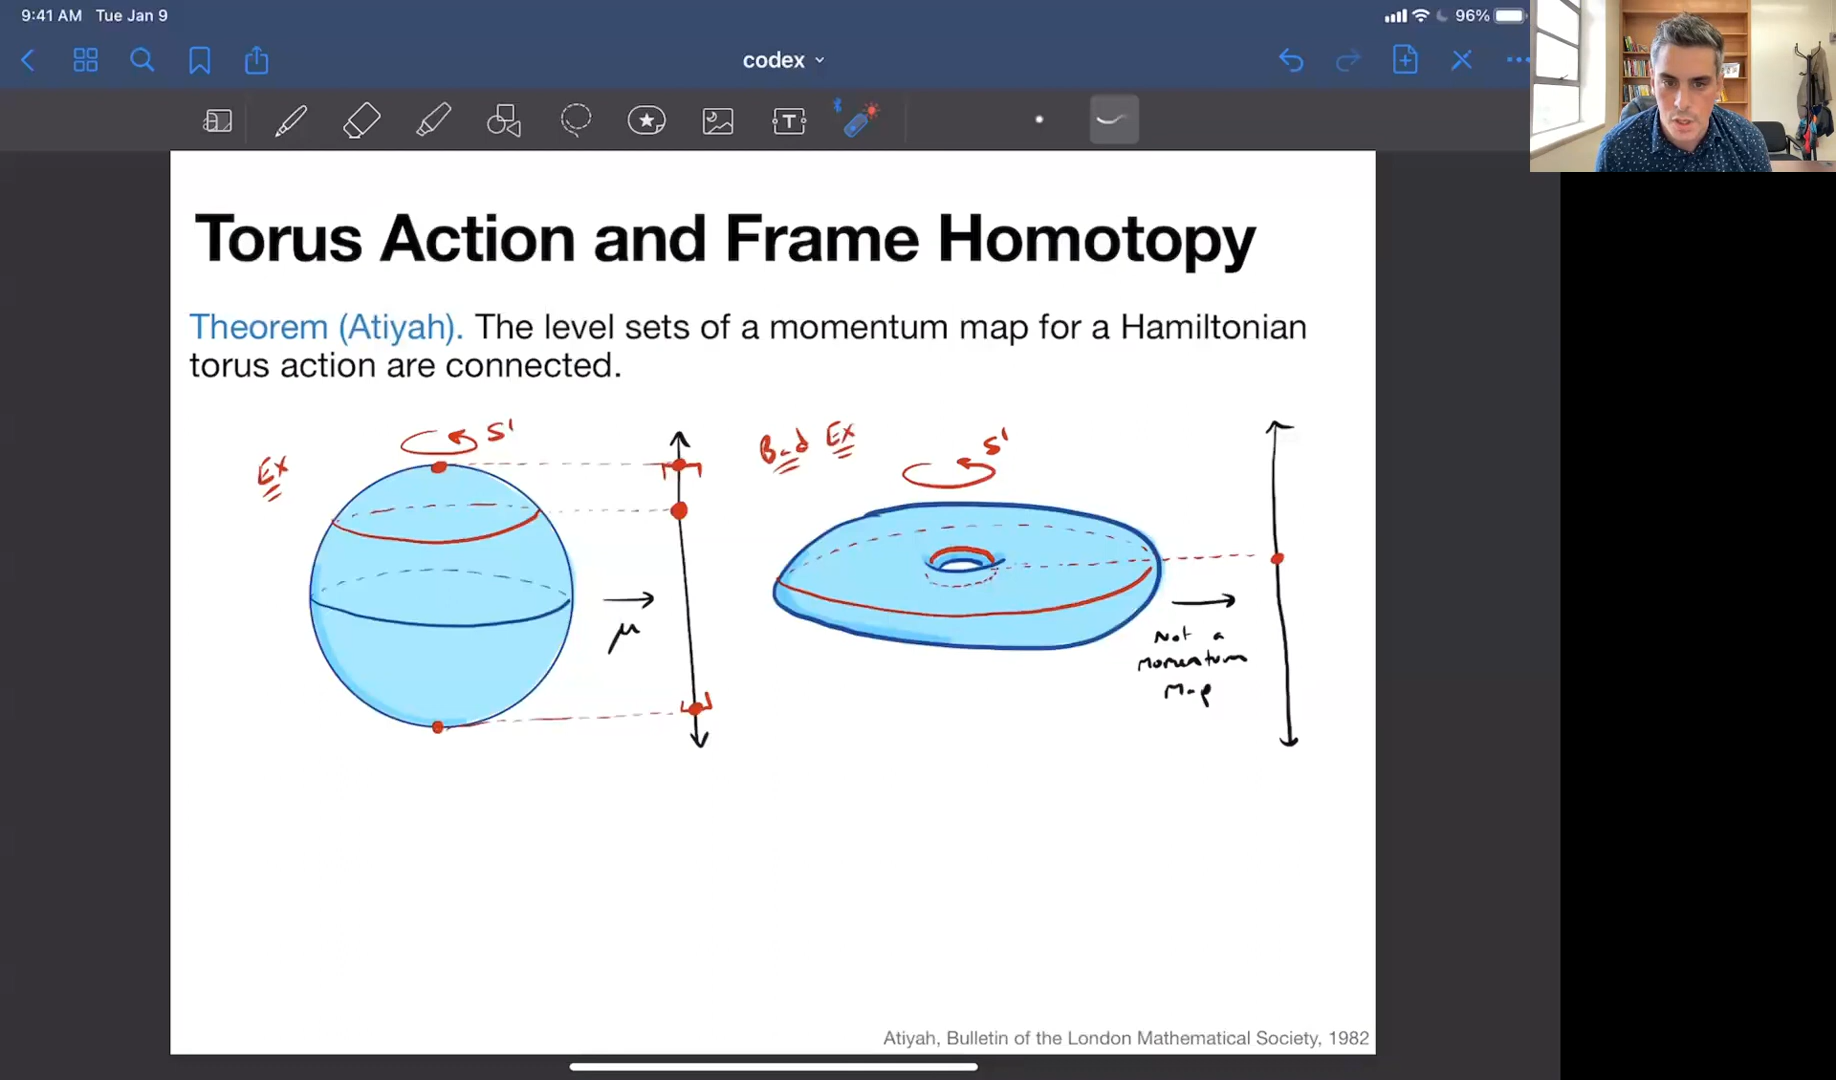 9:41 AM Tue Jan 9
96%
codex
T
Torus Action and Frame Homotopy
Theorem (Atiyah). The level sets of a momentum map for a Hamiltonian
torus action are connected.
Ex
S¹
μ
Bad Ex
S¹
Not a
Momentum
Map
Atiyah, Bulletin of the London Mathematical Society, 1982